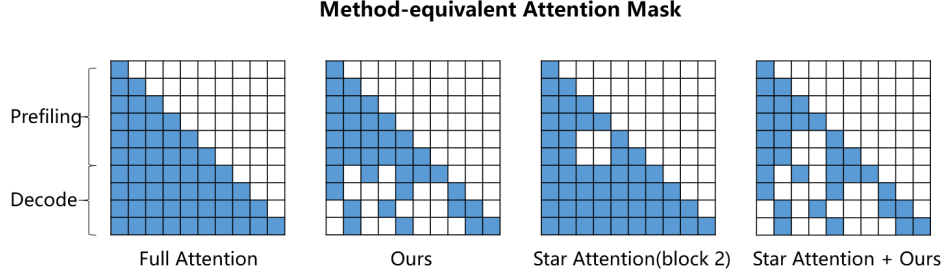 Method-equivalent Attention Mask
Prefiling
Decode
Full Attention
Ours
Star Attention(block 2)
Star Attention + Ours